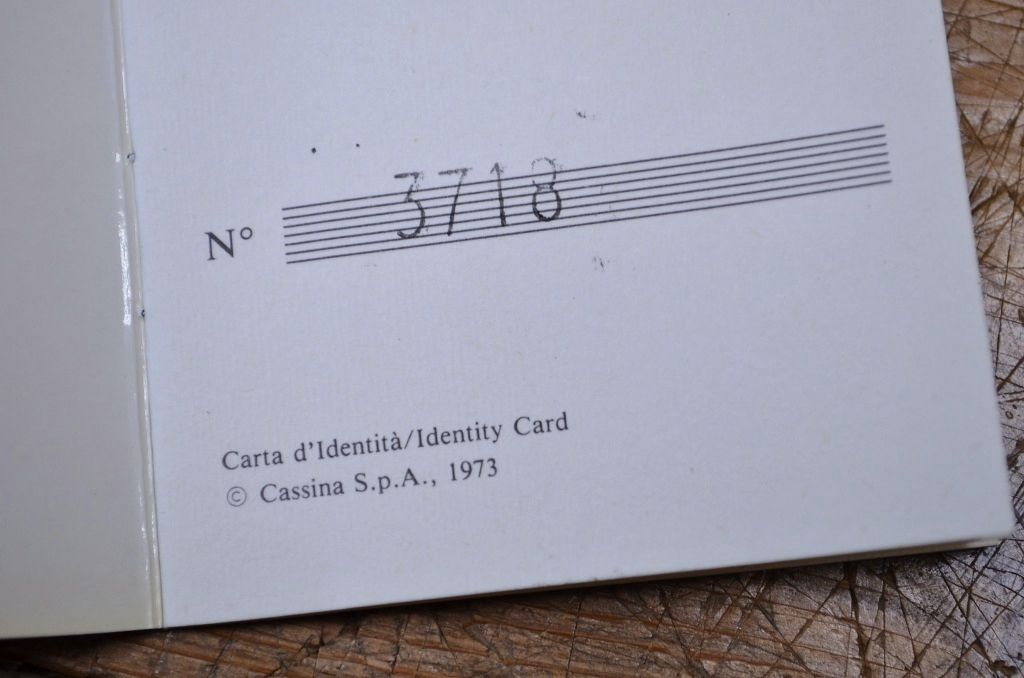 N° 3718
Carta d'Identità/Identity Card
© Cassina S.p.A., 1973